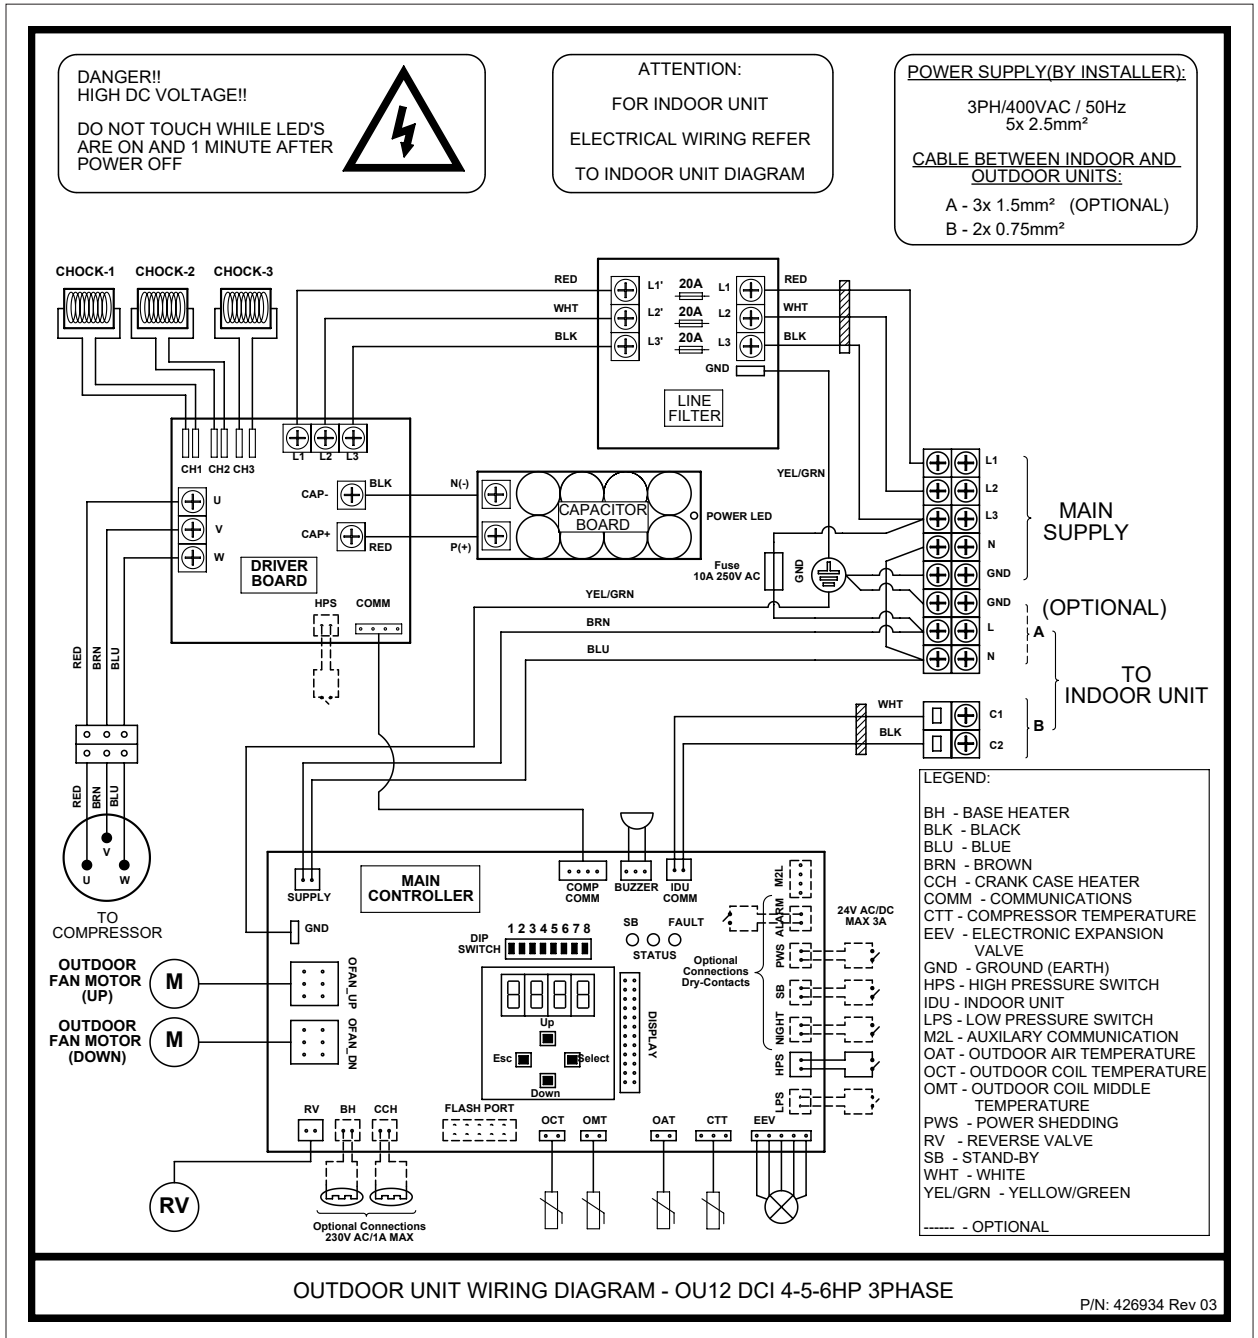 DANGER!!
HIGH DC VOLTAGE!!
DO NOT TOUCH WHILE LED'S
ARE ON AND 1 MINUTE AFTER
POWER OFF
ATTENTION:
FOR INDOOR UNIT
ELECTRICAL WIRING REFER
TO INDOOR UNIT DIAGRAM
POWER SUPPLY(BY INSTALLER):
3PH/400VAC / 50Hz
5x 2.5mm²
CABLE BETWEEN INDOOR AND
OUTDOOR UNITS:
A - 3x 1.5mm² (OPTIONAL)
B - 2x 0.75mm²
CHOCK-1 CHOCK-2 CHOCK-3
RED L1' 20A L1 RED
WHT L2' 20A L2 WHT
BLK L3' 20A L3 BLK
GND
LINE
FILTER
L1 L2 L3
CH1 CH2 CH3
U
V
W
CAP- BLK N(-)
CAP+ RED P(+)
DRIVER
BOARD
HPS COMM
CAPACITOR
BOARD
POWER LED
YEL/GRN
Fuse
10A 250V AC
GND
L1
L2
L3
N
GND
MAIN
SUPPLY
GND
L
N
(OPTIONAL)
A
TO
INDOOR UNIT
YEL/GRN
BRN
BLU
WHT
BLK
C1
C2
B
RED BRN BLU
RED BRN BLU
V
U W
TO
COMPRESSOR
SUPPLY
MAIN
CONTROLLER
COMP
COMM
BUZZER
IDU
COMM
M2L
GND
DIP
SWITCH
1 2 3 4 5 6 7 8
SB FAULT
STATUS
ALARM
24V AC/DC
MAX 3A
PWS
Optional
Connections
Dry-Contacts
SB
NIGHT
HPS
LPS
OUTDOOR
FAN MOTOR
(UP)
M
OFAN_UP
OUTDOOR
FAN MOTOR
(DOWN)
M
OFAN_DN
8 8 8 8
Up
Esc Select
Down
DISPLAY
RV BH CCH
FLASH PORT
OCT OMT OAT CTT EEV
RV
Optional Connections
230V AC/1A MAX
LEGEND:
BH - BASE HEATER
BLK - BLACK
BLU - BLUE
BRN - BROWN
CCH - CRANK CASE HEATER
COMM - COMMUNICATIONS
CTT - COMPRESSOR TEMPERATURE
EEV - ELECTRONIC EXPANSION
VALVE
GND - GROUND (EARTH)
HPS - HIGH PRESSURE SWITCH
IDU - INDOOR UNIT
LPS - LOW PRESSURE SWITCH
M2L - AUXILARY COMMUNICATION
OAT - OUTDOOR AIR TEMPERATURE
OCT - OUTDOOR COIL TEMPERATURE
OMT - OUTDOOR COIL MIDDLE
TEMPERATURE
PWS - POWER SHEDDING
RV - REVERSE VALVE
SB - STAND-BY
WHT - WHITE
YEL/GRN - YELLOW/GREEN
------ - OPTIONAL
OUTDOOR UNIT WIRING DIAGRAM - OU12 DCI 4-5-6HP 3PHASE
P/N: 426934 Rev 03